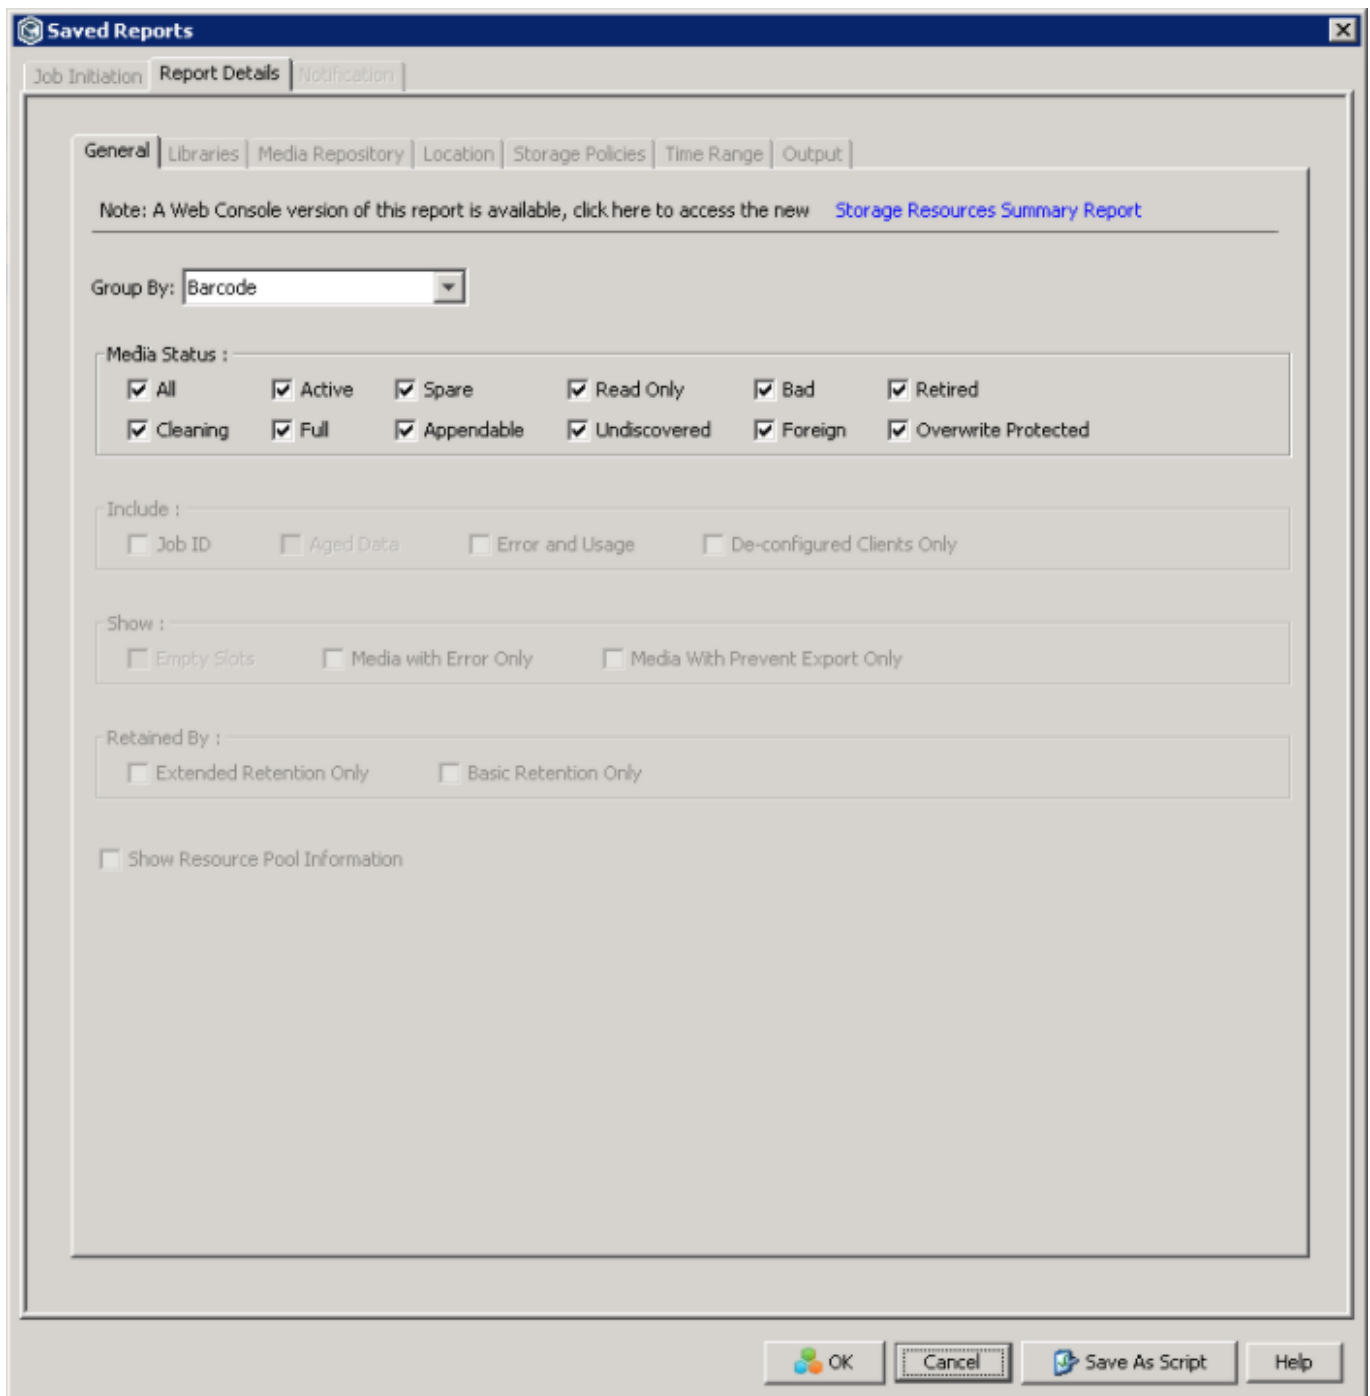 Saved Reports
Job Initiation Report Details Notification
General Libraries Media Repository Location Storage Policies Time Range Output
Note: A Web Console version of this report is available, click here to access the new Storage Resources Summary Report
Group By: Barcode
Media Status :
All Active Spare Read Only Bad Retired
Cleaning Full Appendable Undiscovered Foreign Overwrite Protected
Include :
Job ID Aged Data Error and Usage De-configured Clients Only
Show :
Empty Slots Media with Error Only Media With Prevent Export Only
Retained By :
Extended Retention Only Basic Retention Only
Show Resource Pool Information
OK Cancel Save As Script Help